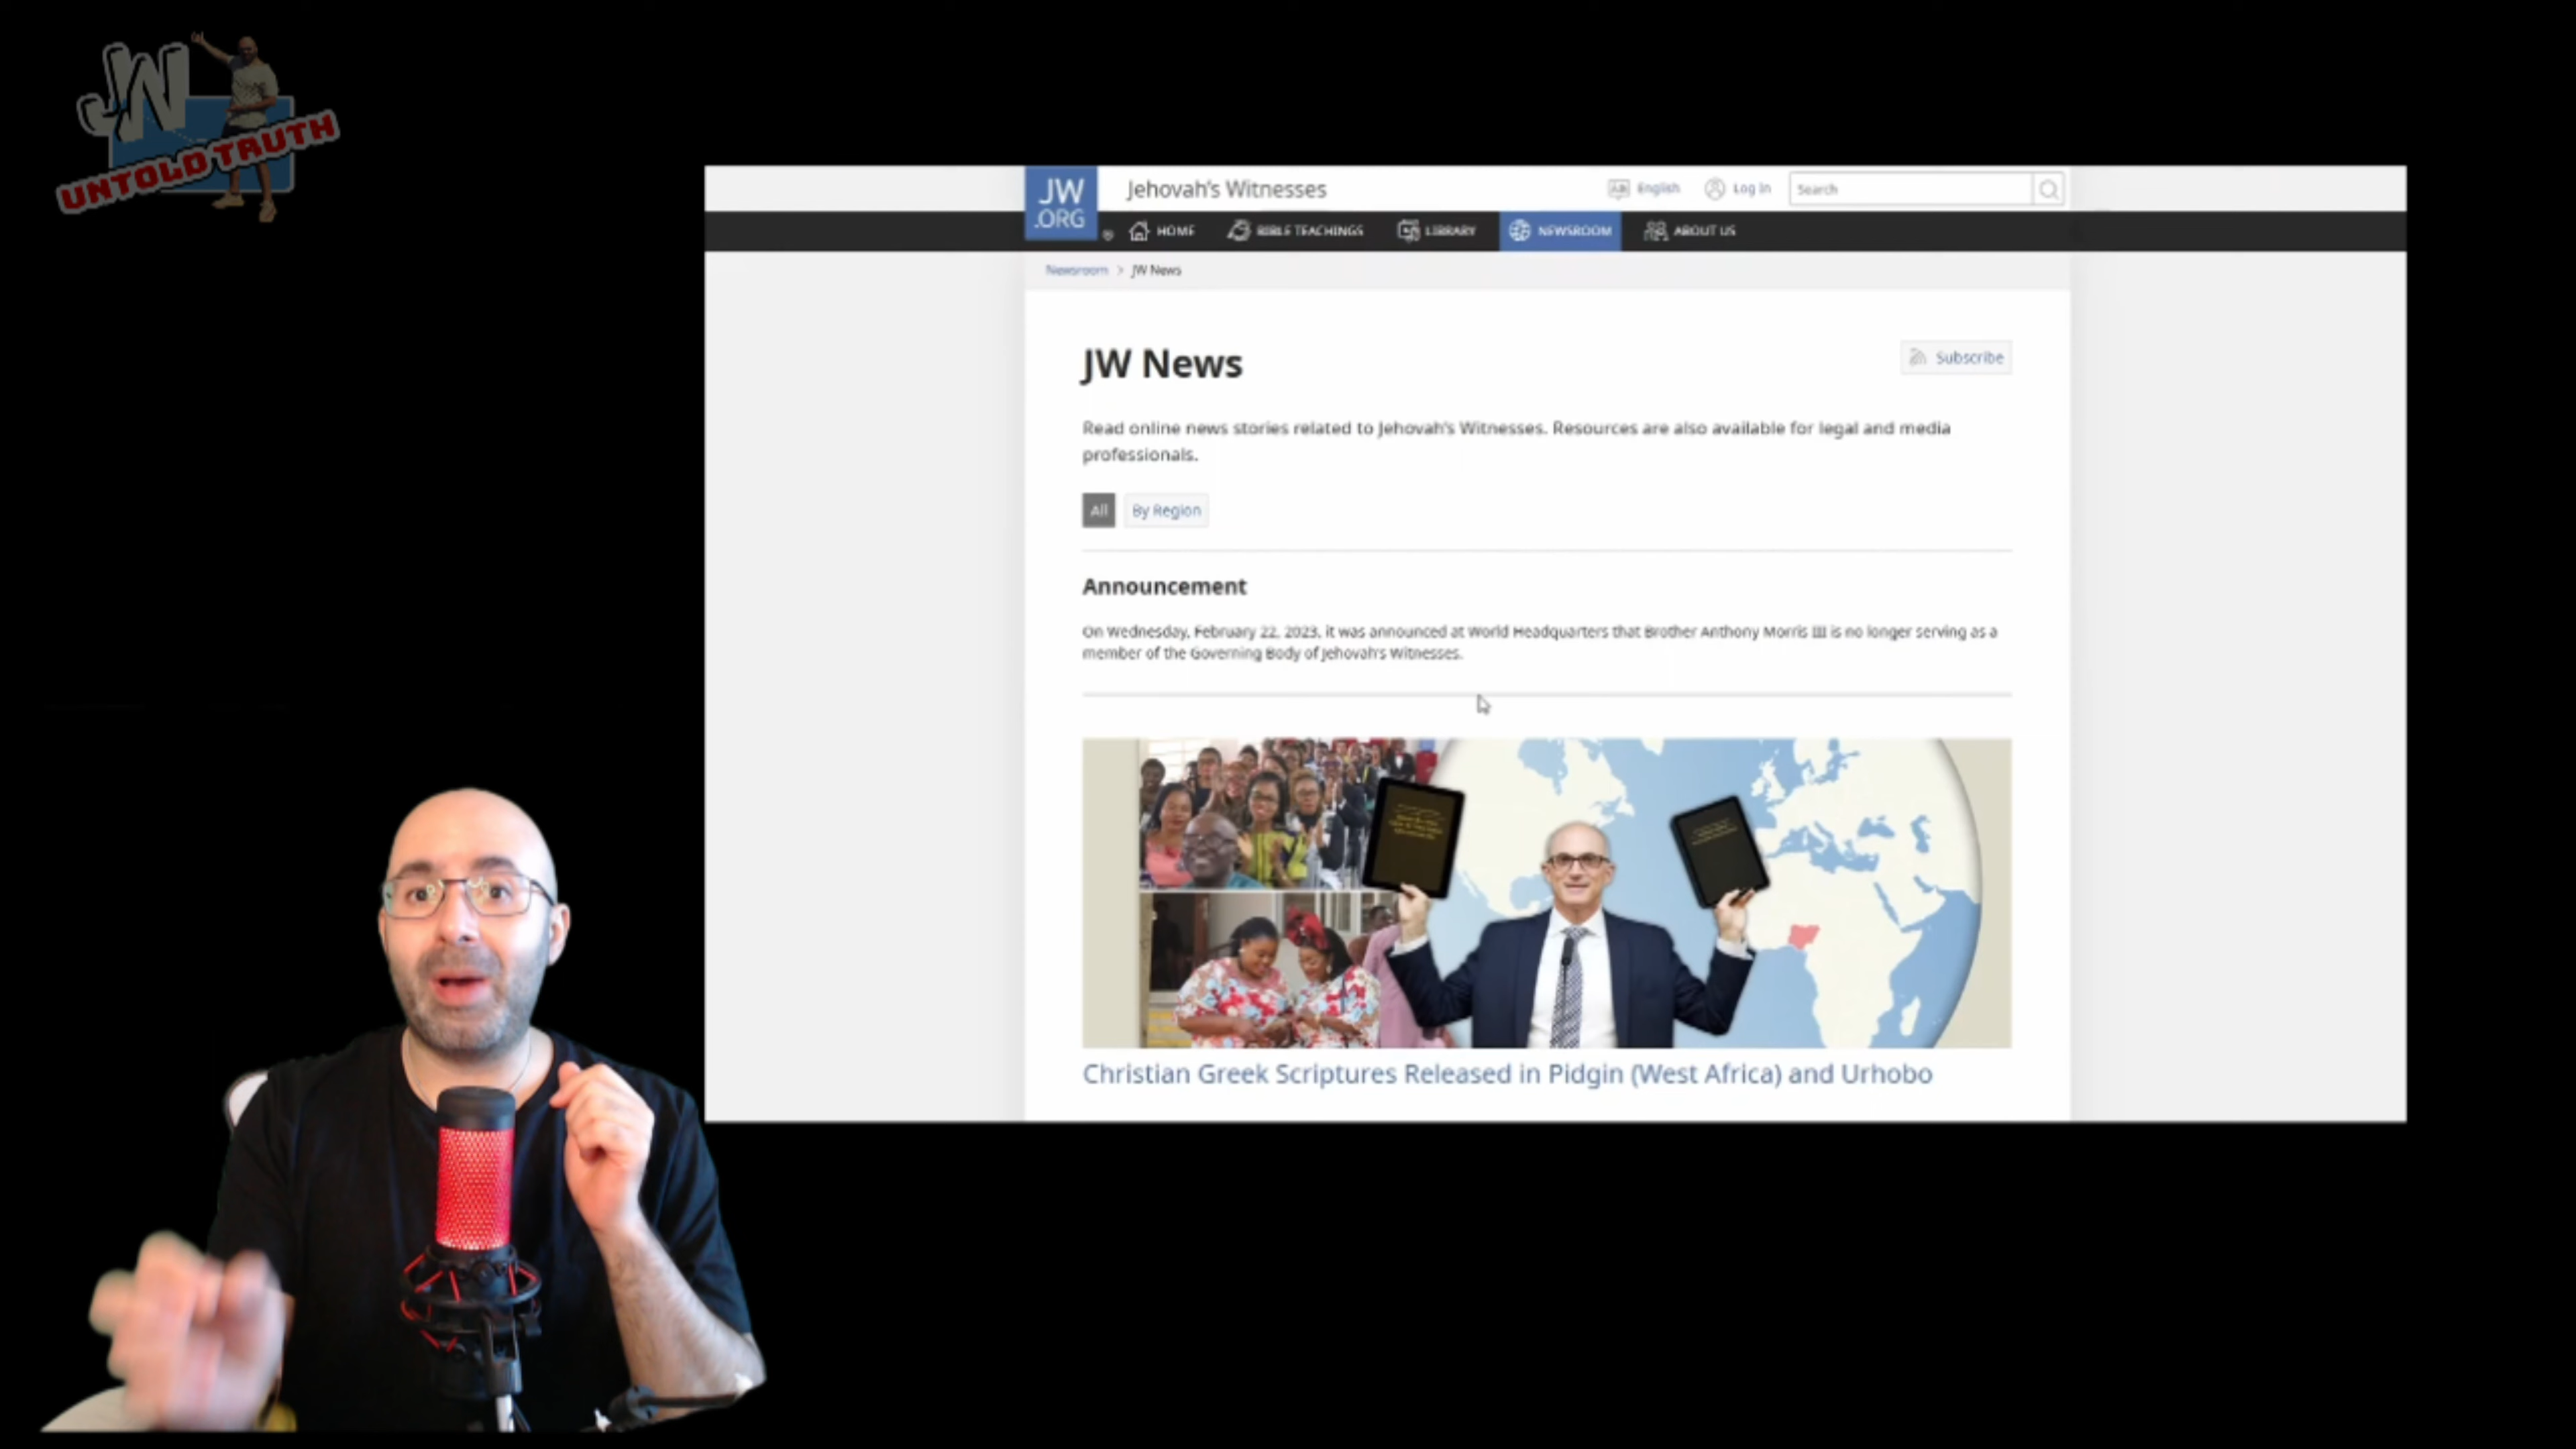 JW
UNTOLD TRUTH
JW
.ORG
Jehovah's Witnesses
English
Log In
Search
HOME
BIBLE TEACHINGS
LIBRARY
NEWSROOM
ABOUT US
Newsroom > JW News
JW News
Subscribe
Read online news stories related to Jehovah's Witnesses. Resources are also available for legal and media
professionals.
All
By Region
Announcement
On Wednesday, February 22, 2023, it was announced at World Headquarters that Brother Anthony Morris III is no longer serving as a
member of the Governing Body of Jehovah's Witnesses.
Christian Greek Scriptures Released in Pidgin (West Africa) and Urhobo